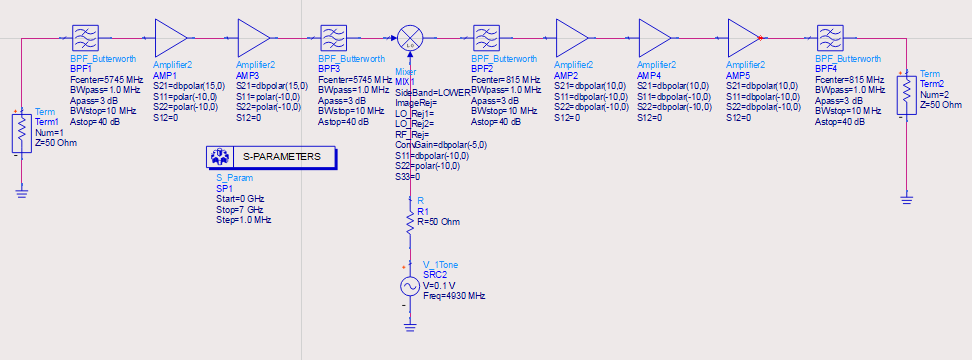 BPF_Butterworth
BPF1
Fcenter=5745 MHz
BWpass=1.0 MHz
Apass=3 dB
BWstop=10 MHz
Astop=40 dB
Amplifier2
AMP1
S21=dbpolar(15,0)
S11=polar(-10,0)
S22=polar(-10,0)
S12=0
Amplifier2
AMP3
S21=dbpolar(15,0)
S11=polar(-10,0)
S22=polar(-10,0)
S12=0
BPF_Butterworth
BPF3
Fcenter=5745 MHz
BWpass=1.0 MHz
Apass=3 dB
BWstop=10 MHz
Astop=40 dB
LO
Mixer
MIX1
SideBand=LOWER
ImageRej=
LO_Rej1=
LO_Rej2=
RF_Rej=
ConvGain=dbpolar(-5,0)
S11=dbpolar(-10,0)
S22=polar(-10,0)
S33=0
BPF_Butterworth
BPF2
Fcenter=815 MHz
BWpass=1.0 MHz
Apass=3 dB
BWstop=10 MHz
Astop=40 dB
Amplifier2
AMP2
S21=dbpolar(10,0)
S11=dbpolar(-10,0)
S22=dbpolar(-10,0)
S12=0
Amplifier2
AMP4
S21=dbpolar(10,0)
S11=dbpolar(-10,0)
S22=dbpolar(-10,0)
S12=0
Amplifier2
AMP5
S21=dbpolar(10,0)
S11=dbpolar(-10,0)
S22=dbpolar(-10,0)
S12=0
BPF_Butterworth
BPF4
Fcenter=815 MHz
BWpass=1.0 MHz
Apass=3 dB
BWstop=10 MHz
Astop=40 dB
Term
Term2
Num=2
Z=50 Ohm
Term
Term1
Num=1
Z=50 Ohm
S-PARAMETERS
S_Param
SP1
Start=0 GHz
Stop=7 GHz
Step=1.0 MHz
R
R1
R=50 Ohm
V_1Tone
SRC2
V=0.1 V
Freq=4930 MHz